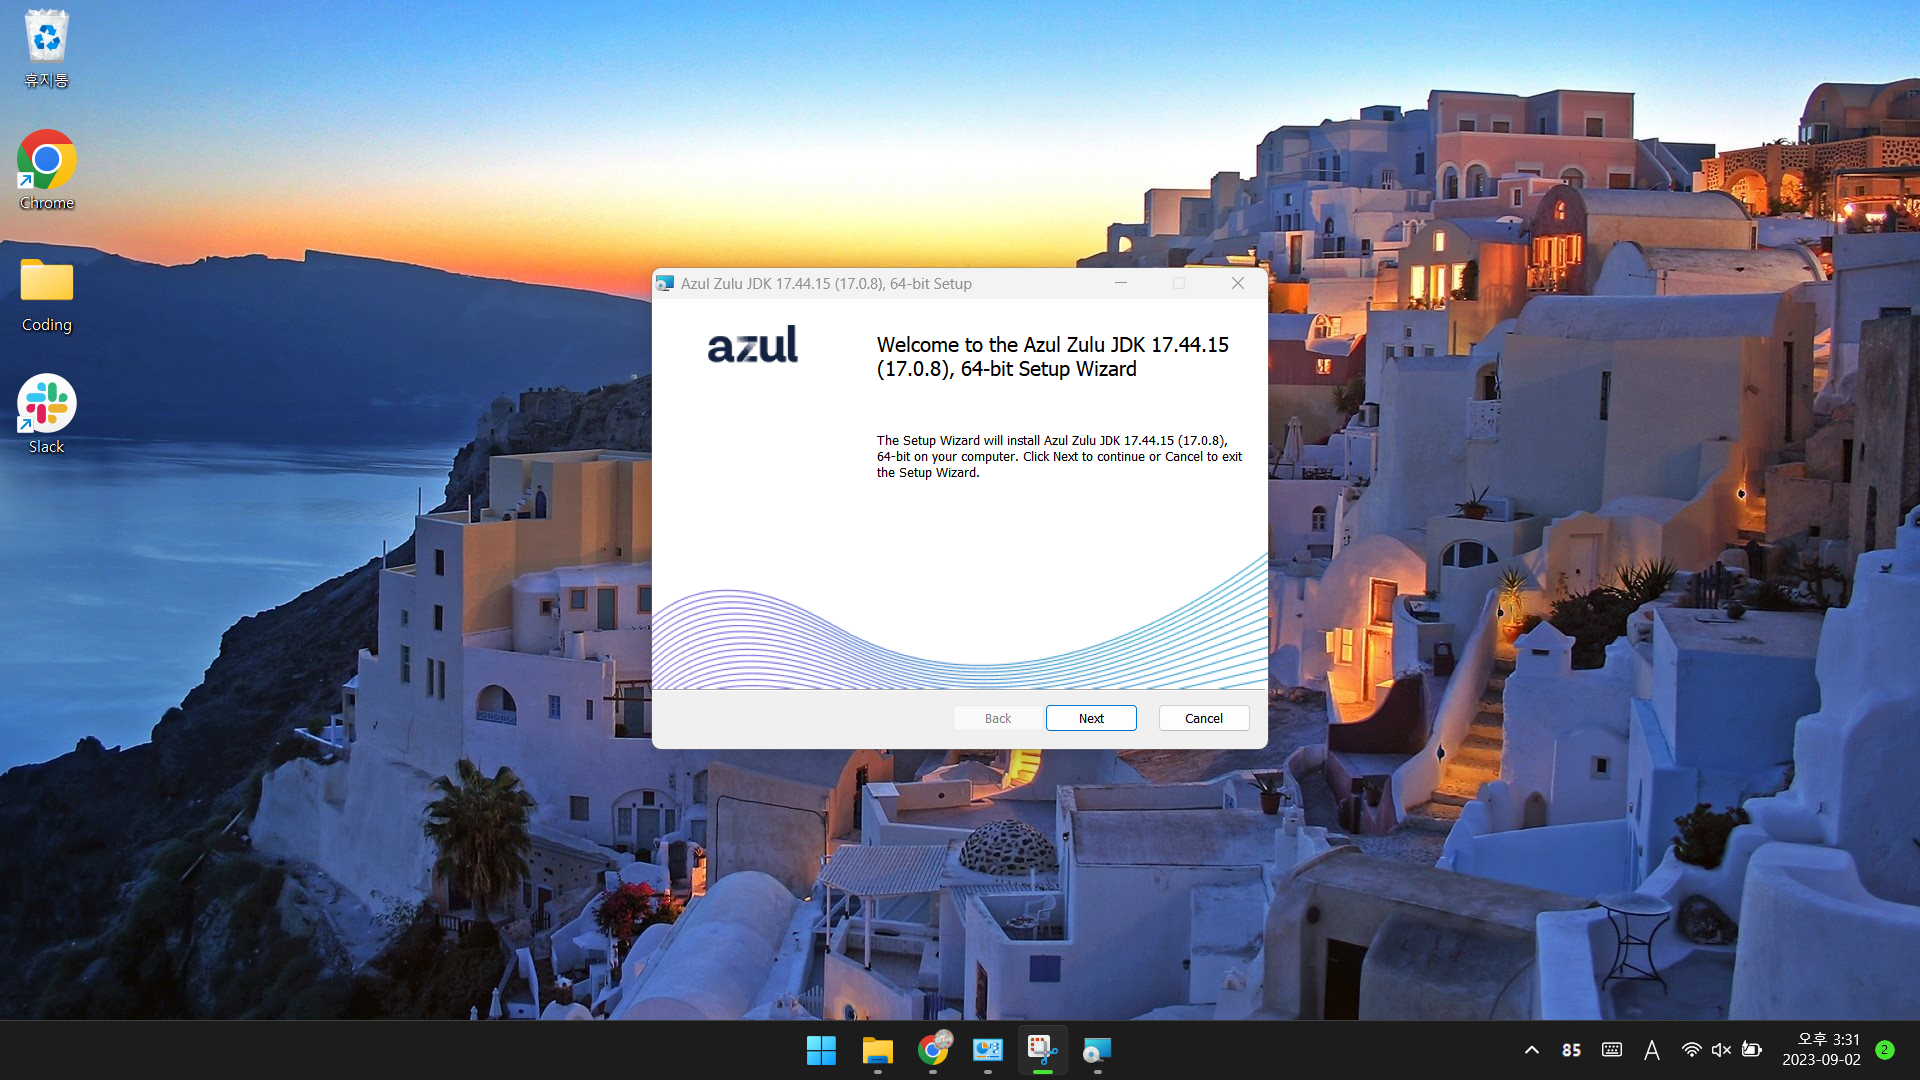 휴지통
Chrome
Coding
Slack
Azul Zulu JDK 17.44.15 (17.0.8), 64-bit Setup
azul
Welcome to the Azul Zulu JDK 17.44.15
(17.0.8), 64-bit Setup Wizard
The Setup Wizard will install Azul Zulu JDK 17.44.15 (17.0.8),
64-bit on your computer. Click Next to continue or Cancel to exit
the Setup Wizard.
Back
Next
Cancel
85
A
오후 3:31
2023-09-02
2